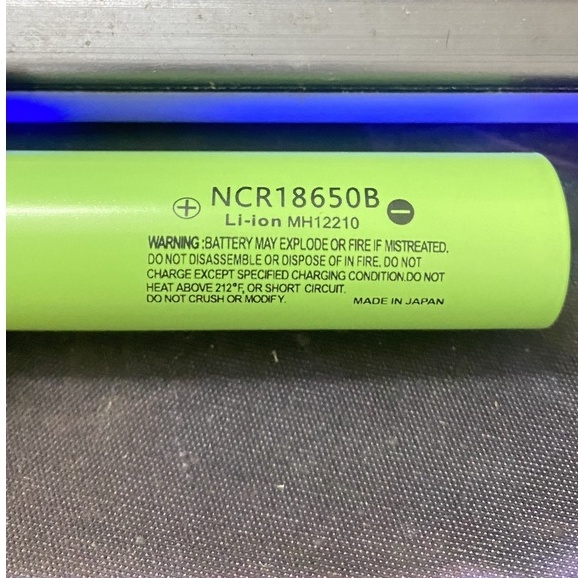 ⊕ NCR18650B ⊖
Li-ion MH12210
WARNING :BATTERY MAY EXPLODE OR FIRE IF MISTREATED.
DO NOT DISASSEMBLE OR DISPOSE OF IN FIRE, DO NOT
CHARGE EXCEPT SPECIFIED CHARGING CONDITION.DO NOT
HEAT ABOVE 212°F, OR SHORT CIRCUIT.
DO NOT CRUSH OR MODIFY. MADE IN JAPAN